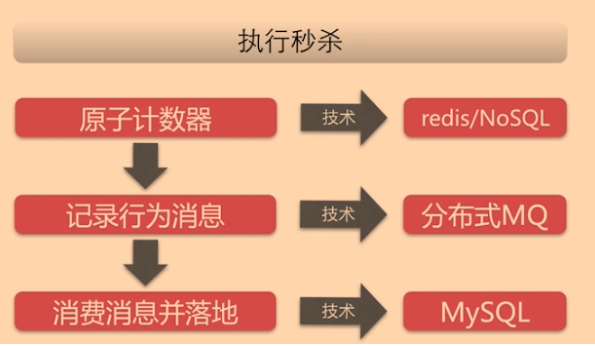 执行秒杀
原子计数器 技术 redis/NoSQL
记录行为消息 技术 分布式MQ
消费消息并落地 技术 MySQL